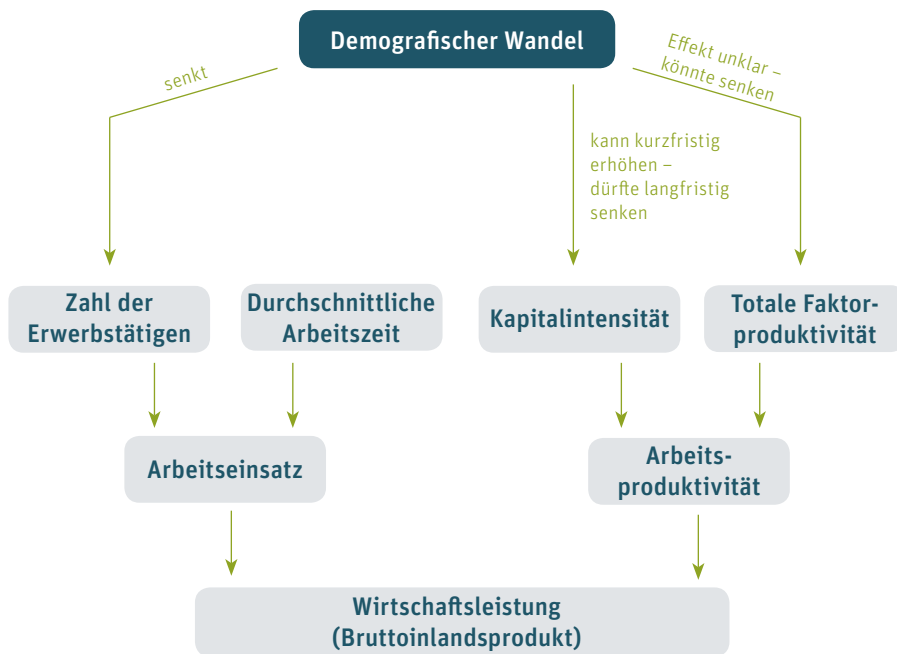 Demografischer Wandel
senkt
Effekt unklar –
könnte senken
kann kurzfristig
erhöhen –
dürfte langfristig
senken
Zahl der
Erwerbstätigen
Durchschnittliche
Arbeitszeit
Kapitalintensität
Totale Faktor-
produktivität
Arbeitseinsatz
Arbeits-
produktivität
Wirtschaftsleistung
(Bruttoinlandsprodukt)